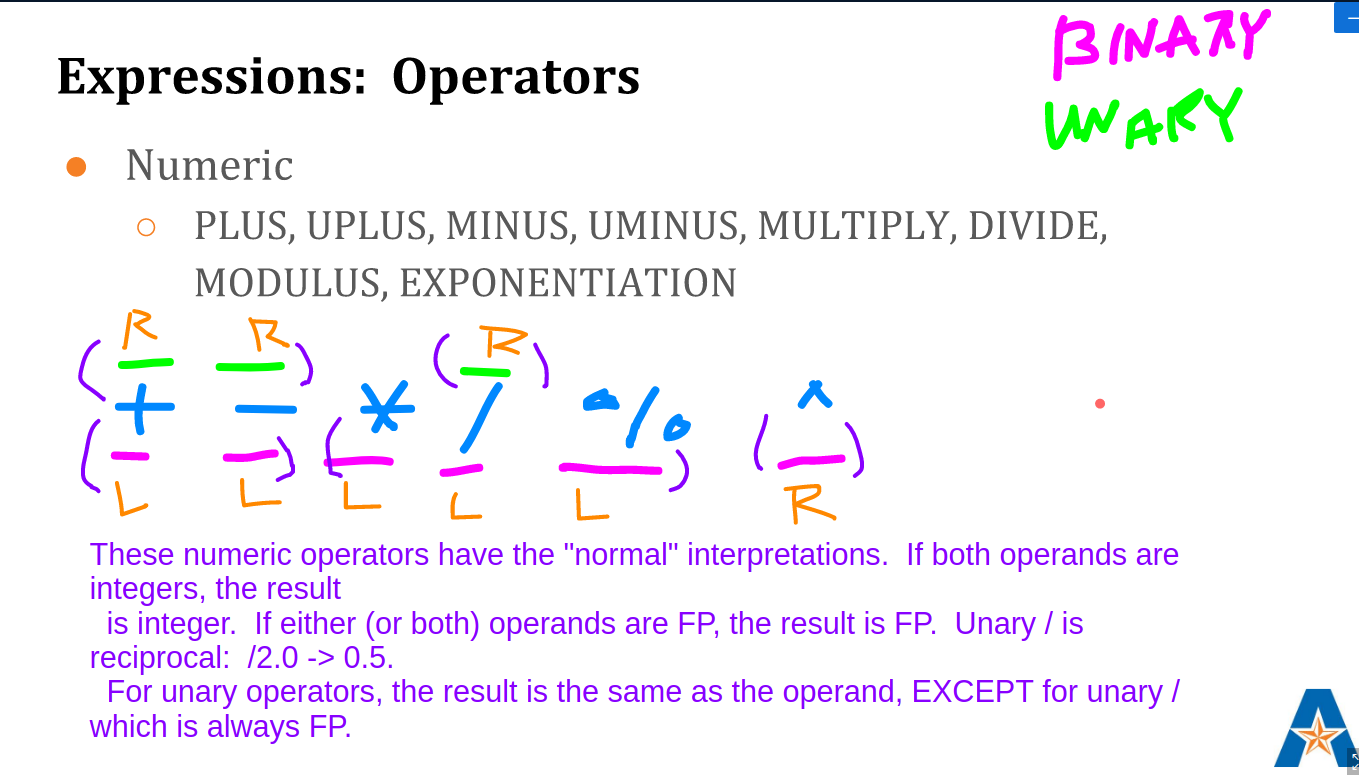 BINARY
Expressions:  Operators
UNARY
● Numeric
○ PLUS, UPLUS, MINUS, UMINUS, MULTIPLY, DIVIDE,
MODULUS, EXPONENTIATION
( R R ) ( R )
+ — * / % ^
( L L ) ( L L L ) ( R )
These numeric operators have the "normal" interpretations.  If both operands are
integers, the result
is integer.  If either (or both) operands are FP, the result is FP.  Unary / is
reciprocal:  /2.0 -> 0.5.
For unary operators, the result is the same as the operand, EXCEPT for unary /
which is always FP.